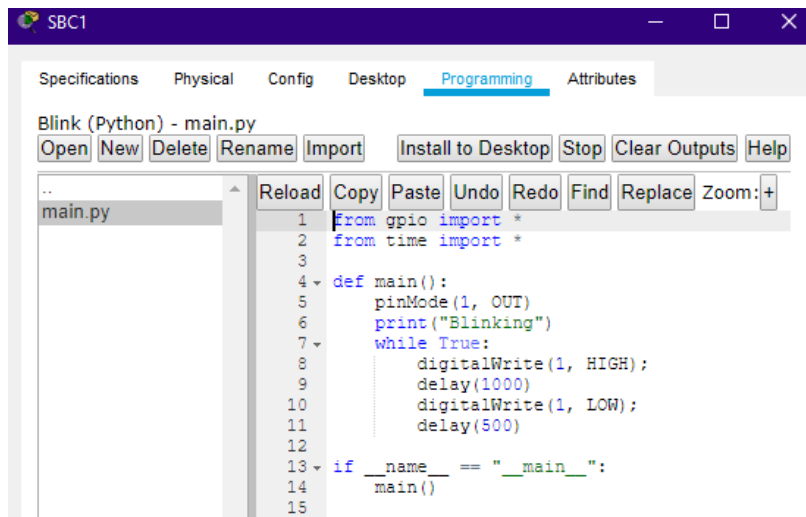 SBC1
Specifications Physical Config Desktop Programming Attributes
Blink (Python) - main.py
Open New Delete Rename Import Install to Desktop Stop Clear Outputs Help
..
main.py
Reload Copy Paste Undo Redo Find Replace Zoom: +
1 from gpio import *
2 from time import *
3
4 def main():
5     pinMode(1, OUT)
6     print("Blinking")
7     while True:
8         digitalWrite(1, HIGH);
9         delay(1000)
10         digitalWrite(1, LOW);
11         delay(500)
12
13 if __name__ == "__main__":
14     main()
15